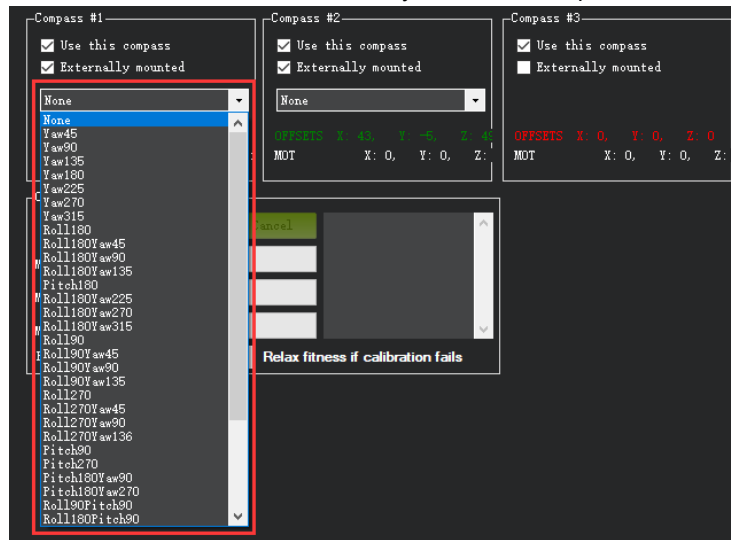 Compass #1
Use this compass
Externally mounted
None
None
Yaw45
Yaw90
Yaw135
Yaw180
Yaw225
Yaw270
Yaw315
Roll180
Roll180Yaw45
Roll180Yaw90
Roll180Yaw135
Pitch180
Roll180Yaw225
Roll180Yaw270
Roll180Yaw315
Roll90
Roll90Yaw45
Roll90Yaw90
Roll90Yaw135
Roll270
Roll270Yaw45
Roll270Yaw90
Roll270Yaw136
Pitch90
Pitch270
Pitch180Yaw90
Pitch180Yaw270
Roll90Pitch90
Roll180Pitch90
Compass #2
Use this compass
Externally mounted
None
OFFSETS X: 43, Y: -5, Z: 49
MOT X: 0, Y: 0, Z:
Compass #3
Use this compass
Externally mounted
OFFSETS X: 0, Y: 0, Z: 0
MOT X: 0, Y: 0, Z:
Cancel
Relax fitness if calibration fails